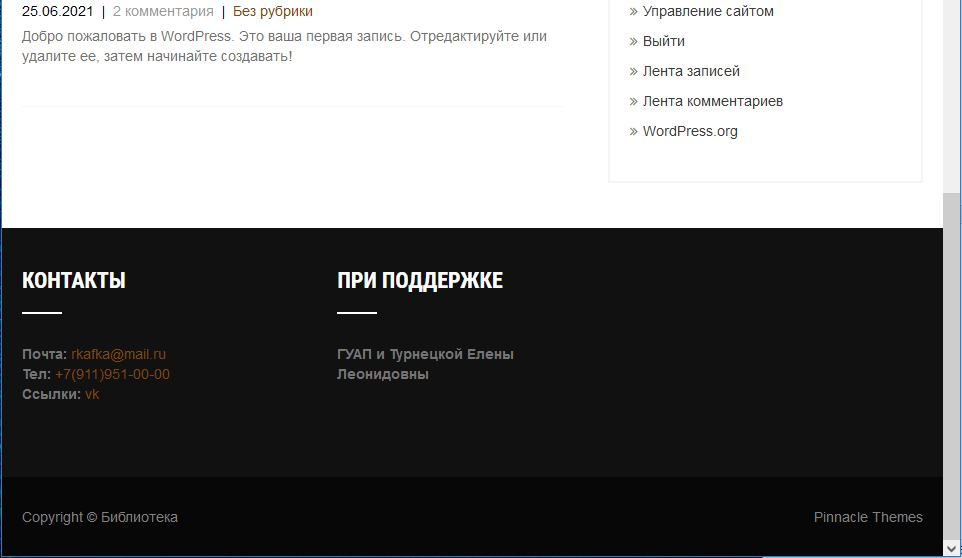 25.06.2021 | 2 комментария | Без рубрики
Добро пожаловать в WordPress. Это ваша первая запись. Отредактируйте или
удалите ее, затем начинайте создавать!
» Управление сайтом
» Выйти
» Лента записей
» Лента комментариев
» WordPress.org
КОНТАКТЫ
Почта: rkafka@mail.ru
Тел: +7(911)951-00-00
Ссылки: vk
ПРИ ПОДДЕРЖКЕ
ГУАП и Турнецкой Елены
Леонидовны
Copyright © Библиотека
Pinnacle Themes